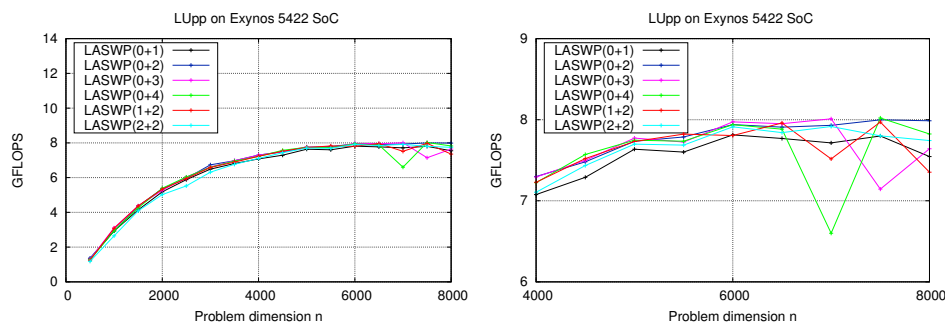 LUpp on Exynos 5422 SoC
14
12
10
8
6
4
2
0
GFLOPS
LASWP(0+1)
LASWP(0+2)
LASWP(0+3)
LASWP(0+4)
LASWP(1+2)
LASWP(2+2)
0 2000 4000 6000 8000
Problem dimension n
LUpp on Exynos 5422 SoC
9
8
7
6
GFLOPS
LASWP(0+1)
LASWP(0+2)
LASWP(0+3)
LASWP(0+4)
LASWP(1+2)
LASWP(2+2)
4000 6000 8000
Problem dimension n